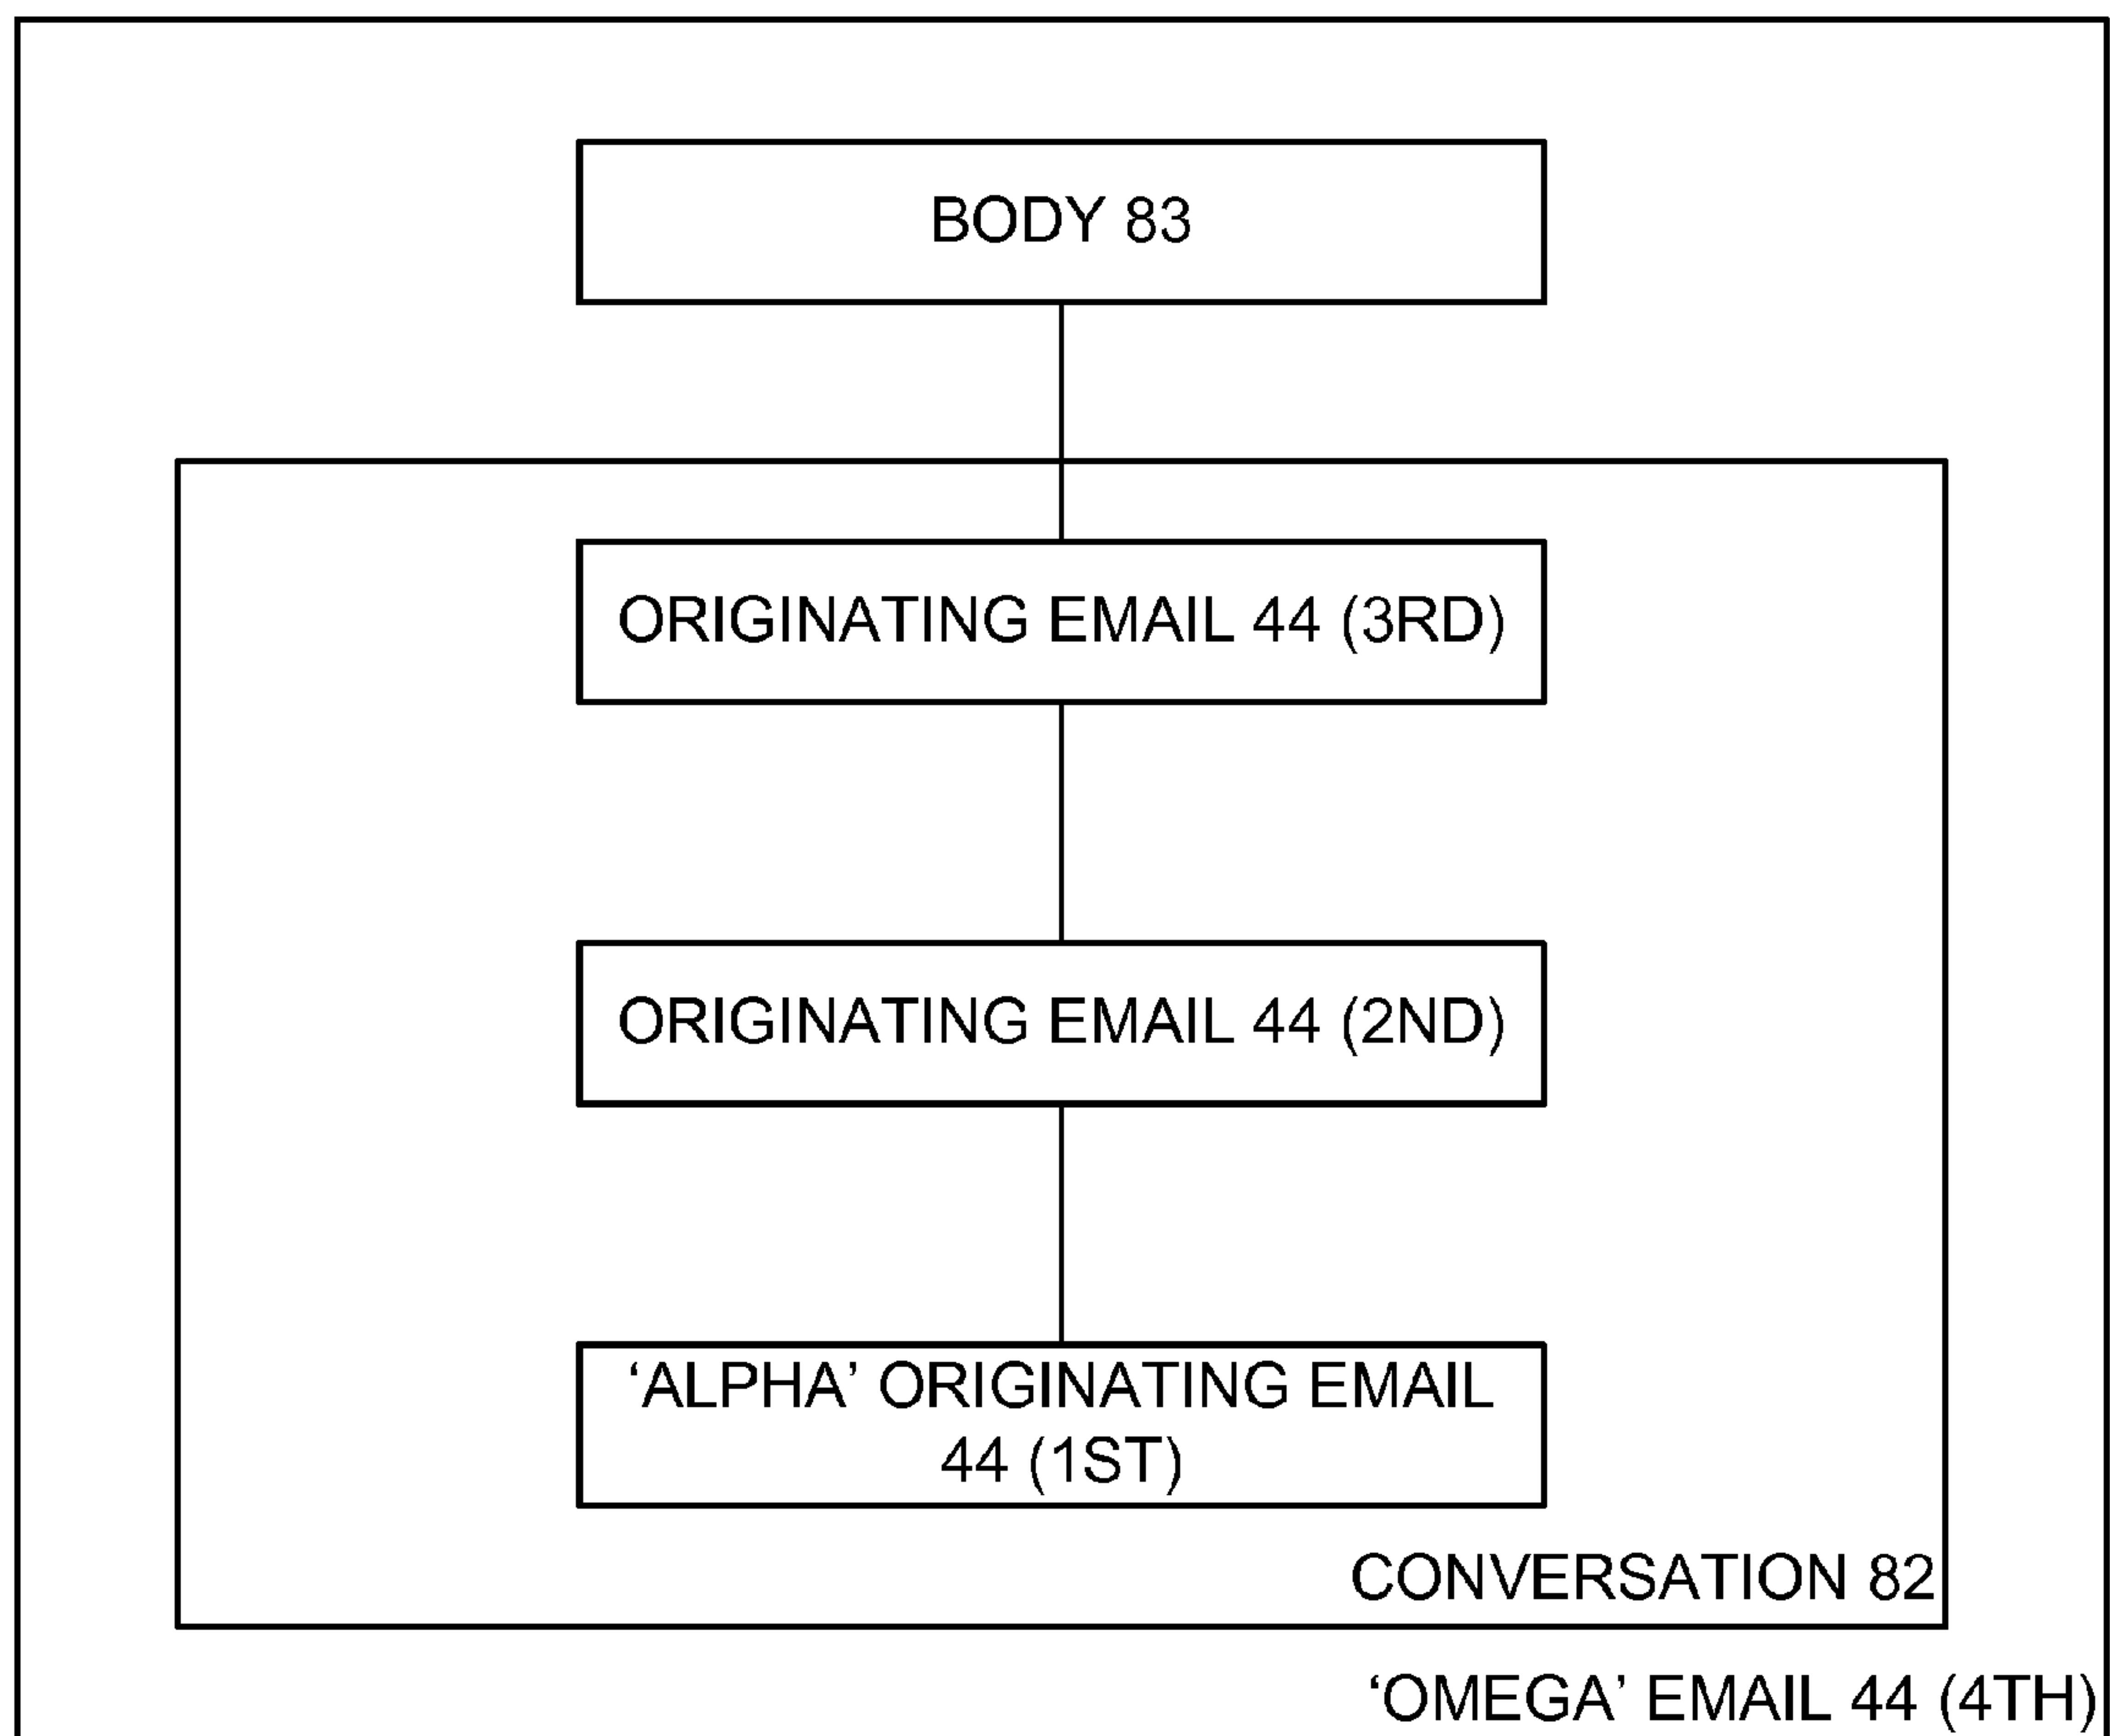 BODY 83
ORIGINATING EMAIL 44 (3RD)
ORIGINATING EMAIL 44 (2ND)
‘ALPHA’ ORIGINATING EMAIL
44 (1ST)
CONVERSATION 82
‘OMEGA’ EMAIL 44 (4TH)